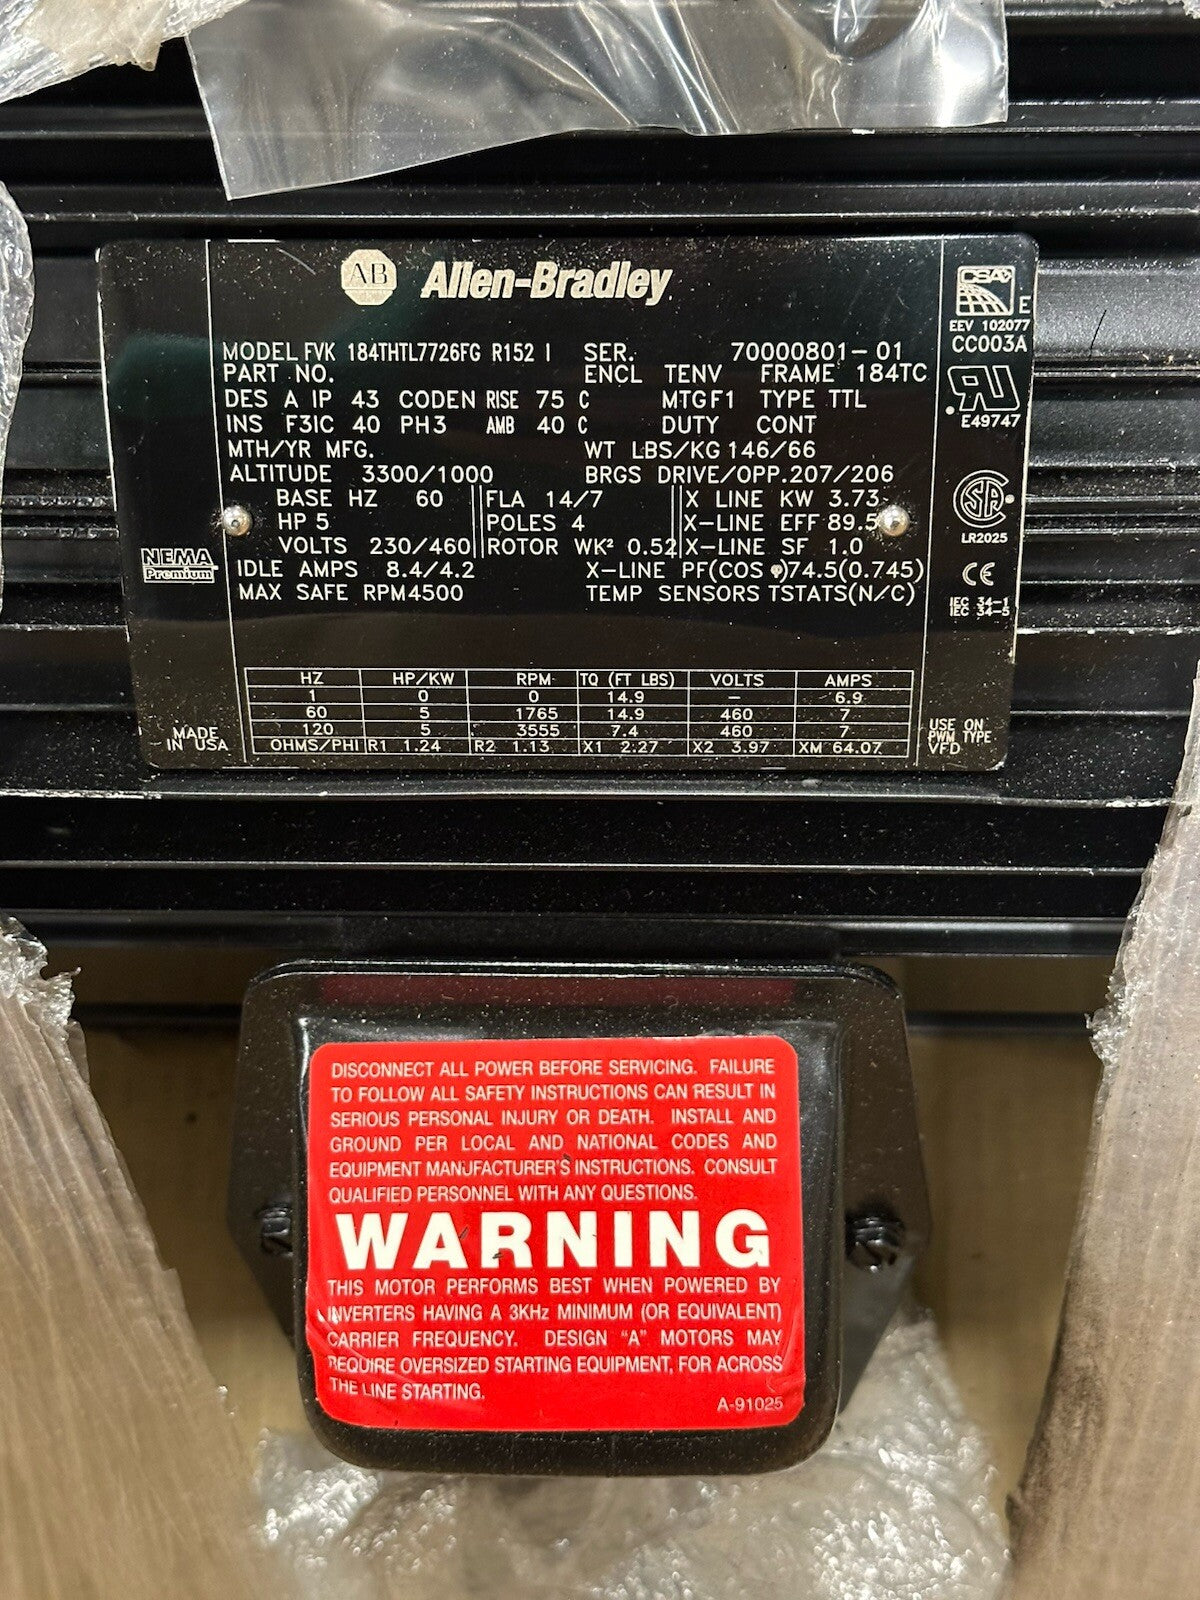 AB Allen-Bradley
MODEL FVK 184THTL7726FG R152 I SER. 70000801-01
PART NO. ENCL TENV FRAME 184TC
DES A IP 43 CODEN RISE 75 C MTGF1 TYPE TTL
INS F3IC 40 PH3 AMB 40 C DUTY CONT
MTH/YR MFG. WT LBS/KG 146/66
ALTITUDE 3300/1000 BRGS DRIVE/OPP. 207/206
BASE HZ 60 FLA 14/7 X LINE KW 3.73
HP 5 POLES 4 X-LINE EFF 89.5
VOLTS 230/460 ROTOR WK² 0.52 X-LINE SF 1.0
IDLE AMPS 8.4/4.2 X-LINE PF(COS φ)74.5(0.745)
MAX SAFE RPM4500 TEMP SENSORS TSTATS(N/C)
HZ HP/KW RPM TQ (FT LBS) VOLTS AMPS
1 0 0 14.9 — 6.9
60 5 1765 14.9 460 7
120 5 3555 7.4 460 7
OHMS/PHI R1 1.24 R2 1.13 X1 2.27 X2 3.97 XM 64.07
NEMA
Premium
MADE
IN USA
CSA E
EEV 102077
CC003A
RU
E49747
SA
LR2025
CE
IEC 34-1
IEC 34-5
USE ON
PWM TYPE
VFD
DISCONNECT ALL POWER BEFORE SERVICING. FAILURE
TO FOLLOW ALL SAFETY INSTRUCTIONS CAN RESULT IN
SERIOUS PERSONAL INJURY OR DEATH. INSTALL AND
GROUND PER LOCAL AND NATIONAL CODES AND
EQUIPMENT MANUFACTURER'S INSTRUCTIONS. CONSULT
QUALIFIED PERSONNEL WITH ANY QUESTIONS.
WARNING
THIS MOTOR PERFORMS BEST WHEN POWERED BY
INVERTERS HAVING A 3KHz MINIMUM (OR EQUIVALENT)
CARRIER FREQUENCY. DESIGN "A" MOTORS MAY
REQUIRE OVERSIZED STARTING EQUIPMENT, FOR ACROSS
THE LINE STARTING.
A-91025